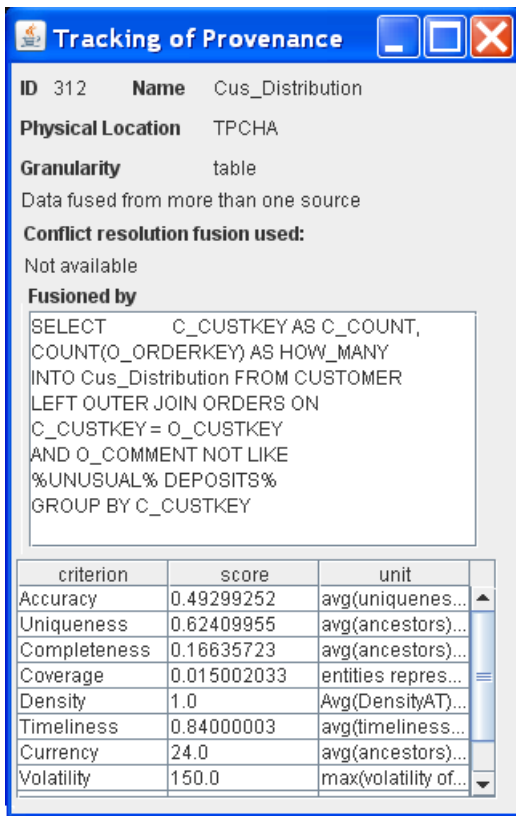 Tracking of Provenance
ID 312 Name Cus_Distribution
Physical Location TPCHA
Granularity table
Data fused from more than one source
Conflict resolution fusion used:
Not available
Fusioned by
SELECT C_CUSTKEY AS C_COUNT,
COUNT(O_ORDERKEY) AS HOW_MANY
INTO Cus_Distribution FROM CUSTOMER
LEFT OUTER JOIN ORDERS ON
C_CUSTKEY = O_CUSTKEY
AND O_COMMENT NOT LIKE
%UNUSUAL% DEPOSITS%
GROUP BY C_CUSTKEY
criterion score unit
Accuracy 0.49299252 avg(uniquenes...
Uniqueness 0.62409955 avg(ancestors)...
Completeness 0.16635723 avg(ancestors)...
Coverage 0.015002033 entities repres...
Density 1.0 Avg(DensityAT)...
Timeliness 0.84000003 avg(timeliness...
Currency 24.0 avg(ancestors)...
Volatility 150.0 max(volatility of...